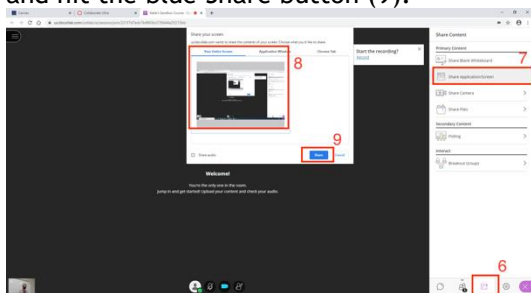 and hit the blue Share button (9).
Canvas
Collaborate Ultra
Share your screen
Your Entire Screen
Application Window
Chrome Tab
8
9
Share audio
Share
Cancel
Start the recording?
Record
Welcome!
You're the only one in the room.
Jump in and get started! Upload your content and check your audio.
Share Content
Primary Content
7
Share Blank Whiteboard
Share Application/Screen
Share Camera
Share Files
Secondary Content
Polling
Interact
Breakout Groups
6